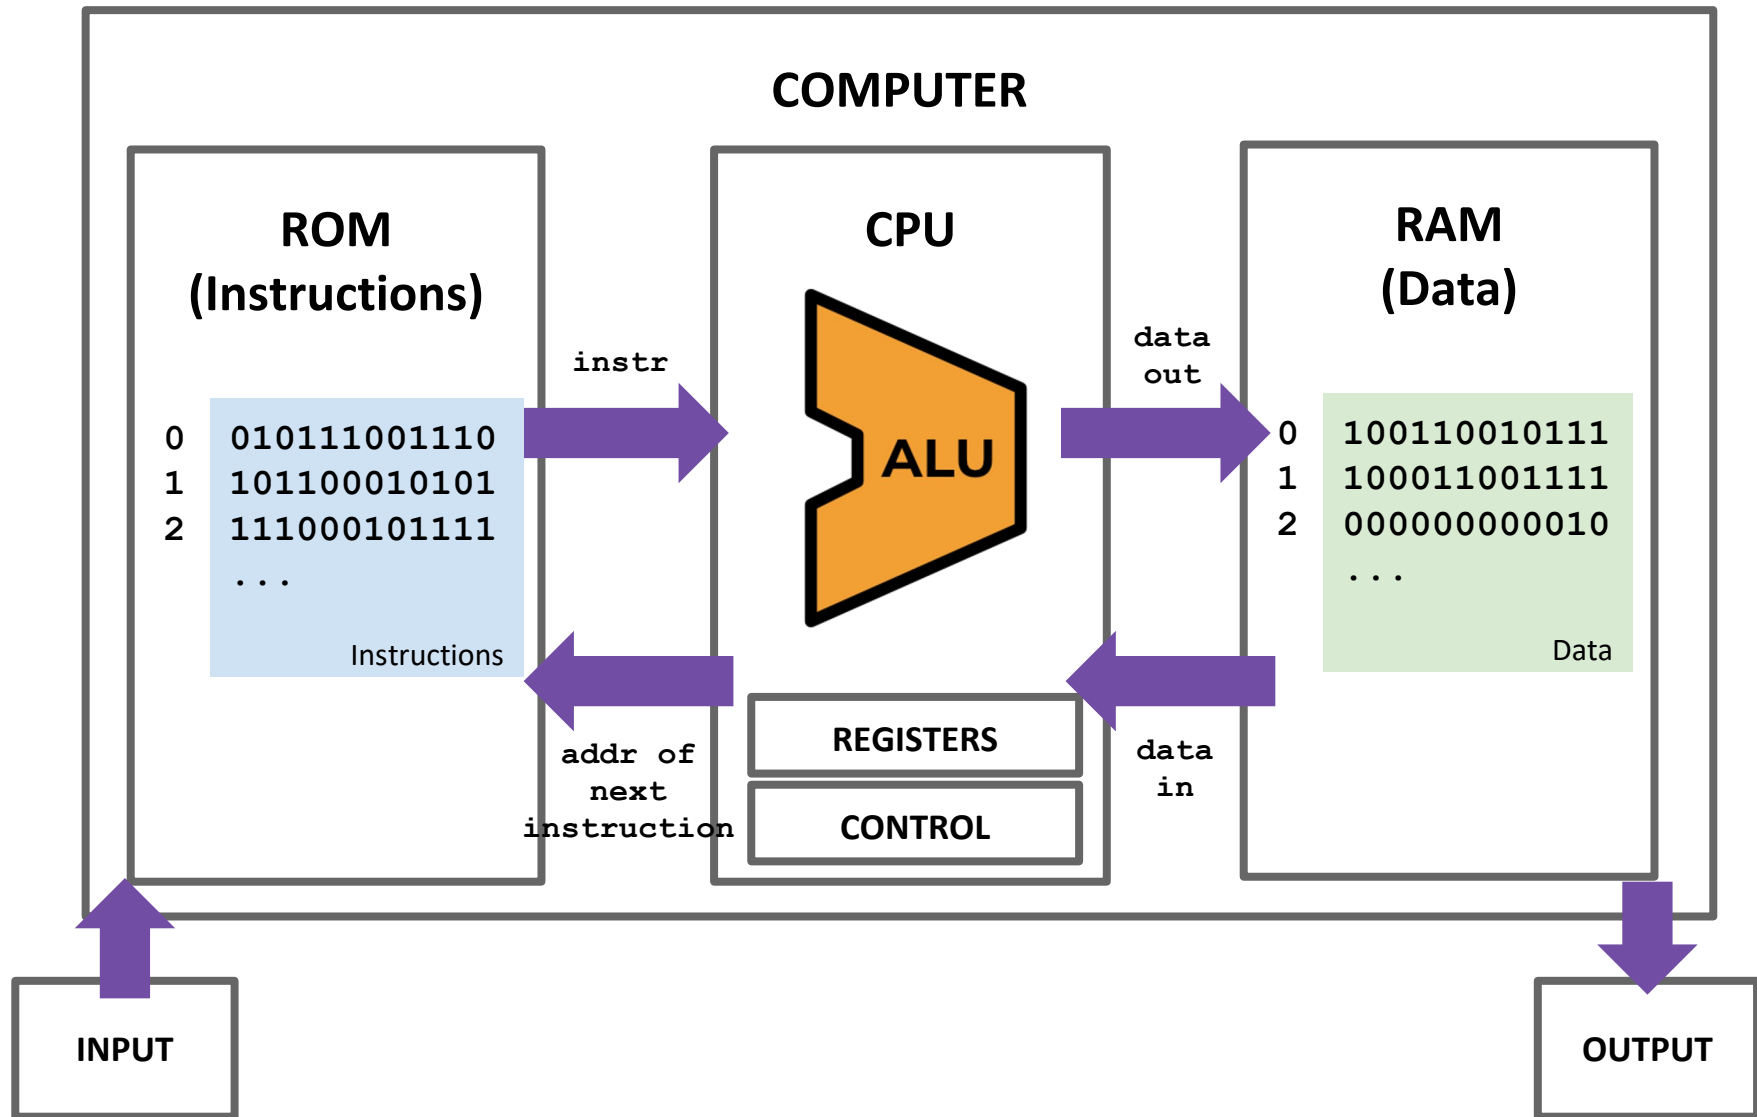 COMPUTER
ROM
(Instructions)
0 010111001110
1 101100010101
2 111000101111
...
Instructions
instr
addr of
next
instruction
CPU
ALU
REGISTERS
CONTROL
data
out
data
in
RAM
(Data)
0 100110010111
1 100011001111
2 000000000010
...
Data
INPUT
OUTPUT